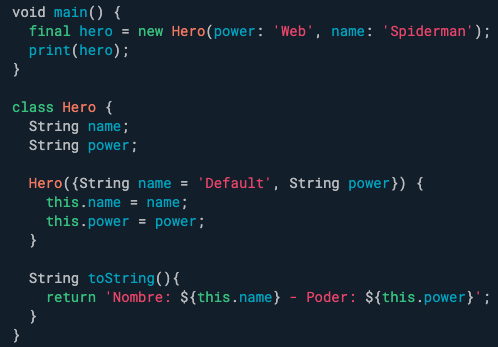 void main() {
  final hero = new Hero(power: 'Web', name: 'Spiderman');
  print(hero);
}

class Hero {
  String name;
  String power;

  Hero({String name = 'Default', String power}) {
    this.name = name;
    this.power = power;
  }

  String toString(){
    return 'Nombre: ${this.name} - Poder: ${this.power}';
  }
}